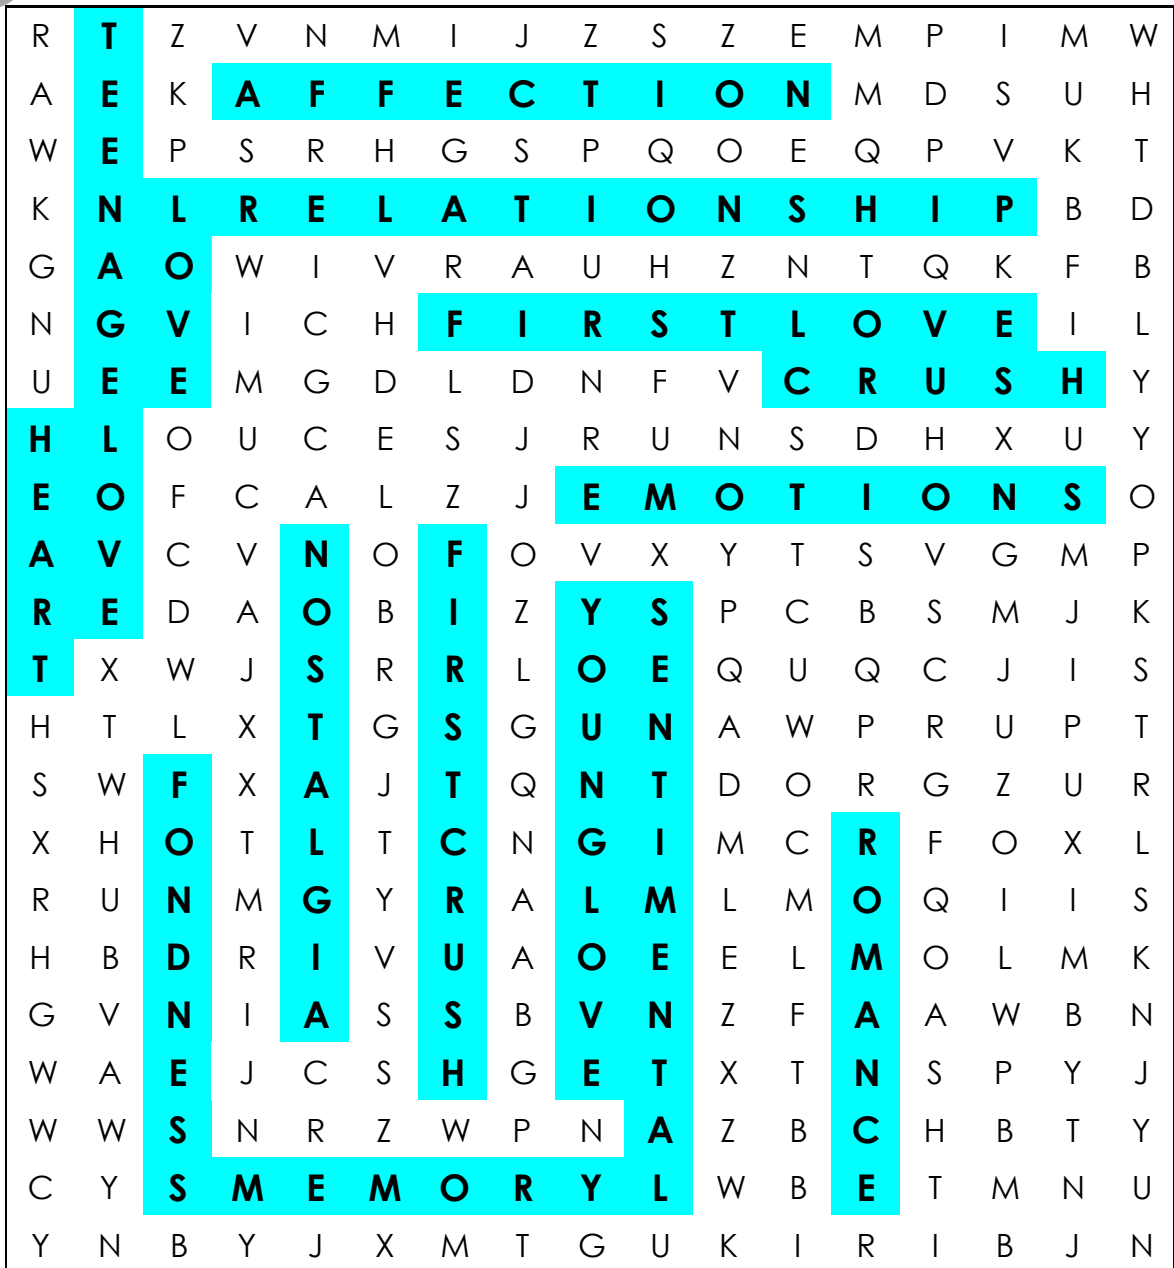 R T Z V N M I J Z S Z E M P I M W
A E K A F F E C T I O N M D S U H
W E P S R H G S P Q O E Q P V K T
K N L R E L A T I O N S H I P B D
G A O W I V R A U H Z N T Q K F B
N G V I C H F I R S T L O V E I L
U E E M G D L D N F V C R U S H Y
H L O U C E S J R U N S D H X U Y
E O F C A L Z J E M O T I O N S O
A V C V N O F O V X Y T S V G M P
R E D A O B I Z Y S P C B S M J K
T X W J S R R L O E Q U Q C J I S
H T L X T G S G U N A W P R U P T
S W F X A J T Q N T D O R G Z U R
X H O T L T C N G I M C R F O X L
R U N M G Y R A L M L M O Q I I S
H B D R I V U A O E E L M O L M K
G V N I A S S B V N Z F A A W B N
W A E J C S H G E T X T N S P Y J
W W S N R Z W P N A Z B C H B T Y
C Y S M E M O R Y L W B E T M N U
Y N B Y J X M T G U K I R I B J N